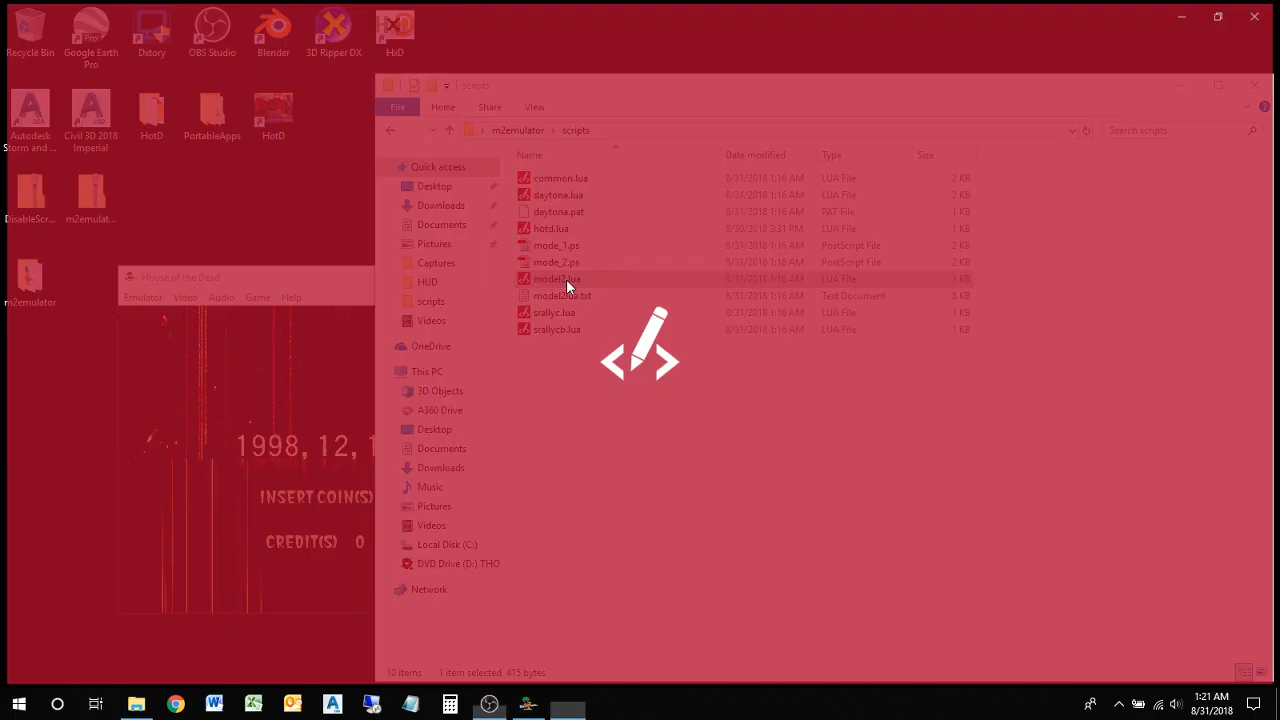 Recycle Bin
Google Earth Pro
Dxtory
OBS Studio
Blender
3D Ripper DX
HxD
Autodesk Storm and ...
Civil 3D 2018 Imperial
HotD
PortableApps
HotD
DisableScr...
m2emulat...
m2emulator
scripts
File
Home
Share
View
m2emulator
scripts
Search scripts
Name
Date modified
Type
Size
Quick access
Desktop
Downloads
Documents
Pictures
Captures
HUD
scripts
Videos
OneDrive
This PC
3D Objects
A360 Drive
Desktop
Documents
Downloads
Music
Pictures
Videos
Local Disk (C:)
DVD Drive (D:) THO
Network
common.lua 8/31/2018 1:16 AM LUA File 2 KB
daytona.lua 8/31/2018 1:16 AM LUA File 2 KB
daytona.pat 8/31/2018 1:16 AM PAT File 1 KB
hotd.lua 8/30/2018 3:31 PM LUA File 1 KB
mode_1.ps 8/31/2018 1:16 AM PostScript File 2 KB
mode_2.ps 8/31/2018 1:16 AM PostScript File 2 KB
model2.lua 8/31/2018 1:16 AM LUA File 1 KB
model2lua.txt 8/31/2018 1:16 AM Text Document 8 KB
srallyc.lua 8/31/2018 1:16 AM LUA File 1 KB
srallycb.lua 8/31/2018 1:16 AM LUA File 1 KB
House of the Dead
Emulator Video Audio Game Help
1998, 12, 1
INSERT COIN(S)
CREDIT(S) 0
10 items 1 item selected 415 bytes
1:21 AM
8/31/2018